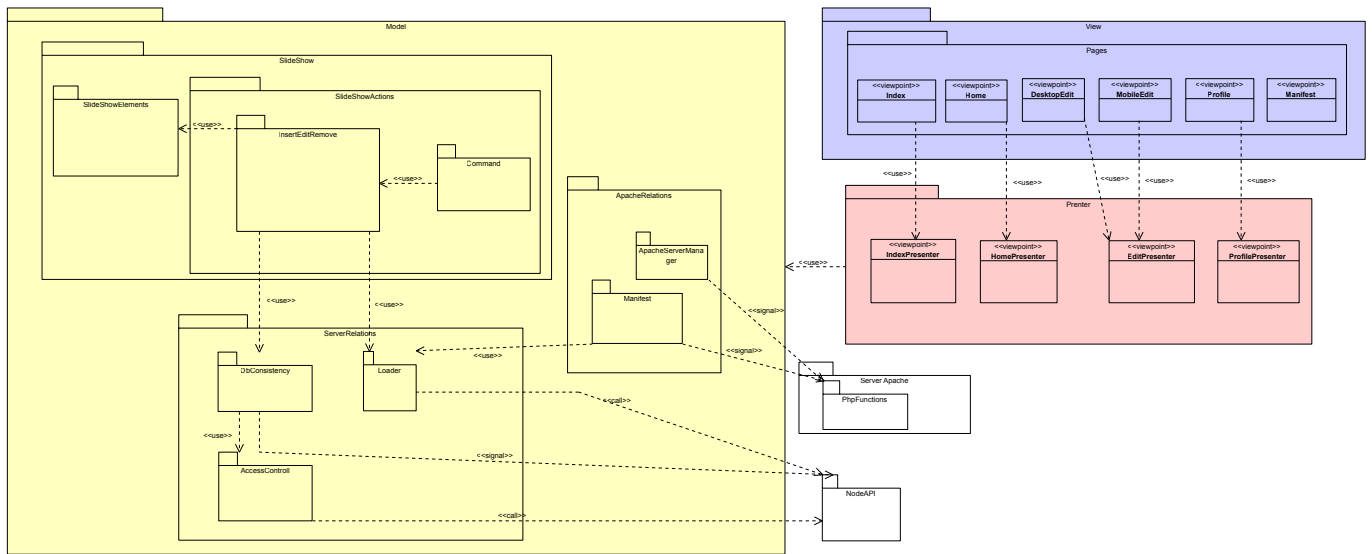 Model
View
SlideShow
Pages
SlideShowElements
SlideShowActions
<<viewpoint>>
Index
<<viewpoint>>
Home
<<viewpoint>>
DesktopEdit
<<viewpoint>>
MobileEdit
<<viewpoint>>
Profile
<<viewpoint>>
Manifest
<<use>>
InsertEditRemove
Command
<<use>>
<<use>>
<<use>>
<<use>>
<<use>>
<<use>>
ApacheRelations
Prenter
ApacheServerMana
ger
<<viewpoint>>
IndexPresenter
<<viewpoint>>
HomePresenter
<<viewpoint>>
EditPresenter
<<viewpoint>>
ProfilePresenter
<<use>>
Manifest
<<use>>
<<use>>
<<signal>>
ServerRelations
<<use>>
<<signal>>
DbConsistency
Loader
Server Apache
PhpFunctions
<<call>>
<<use>>
<<signal>>
AccessControll
NodeAPI
<<call>>